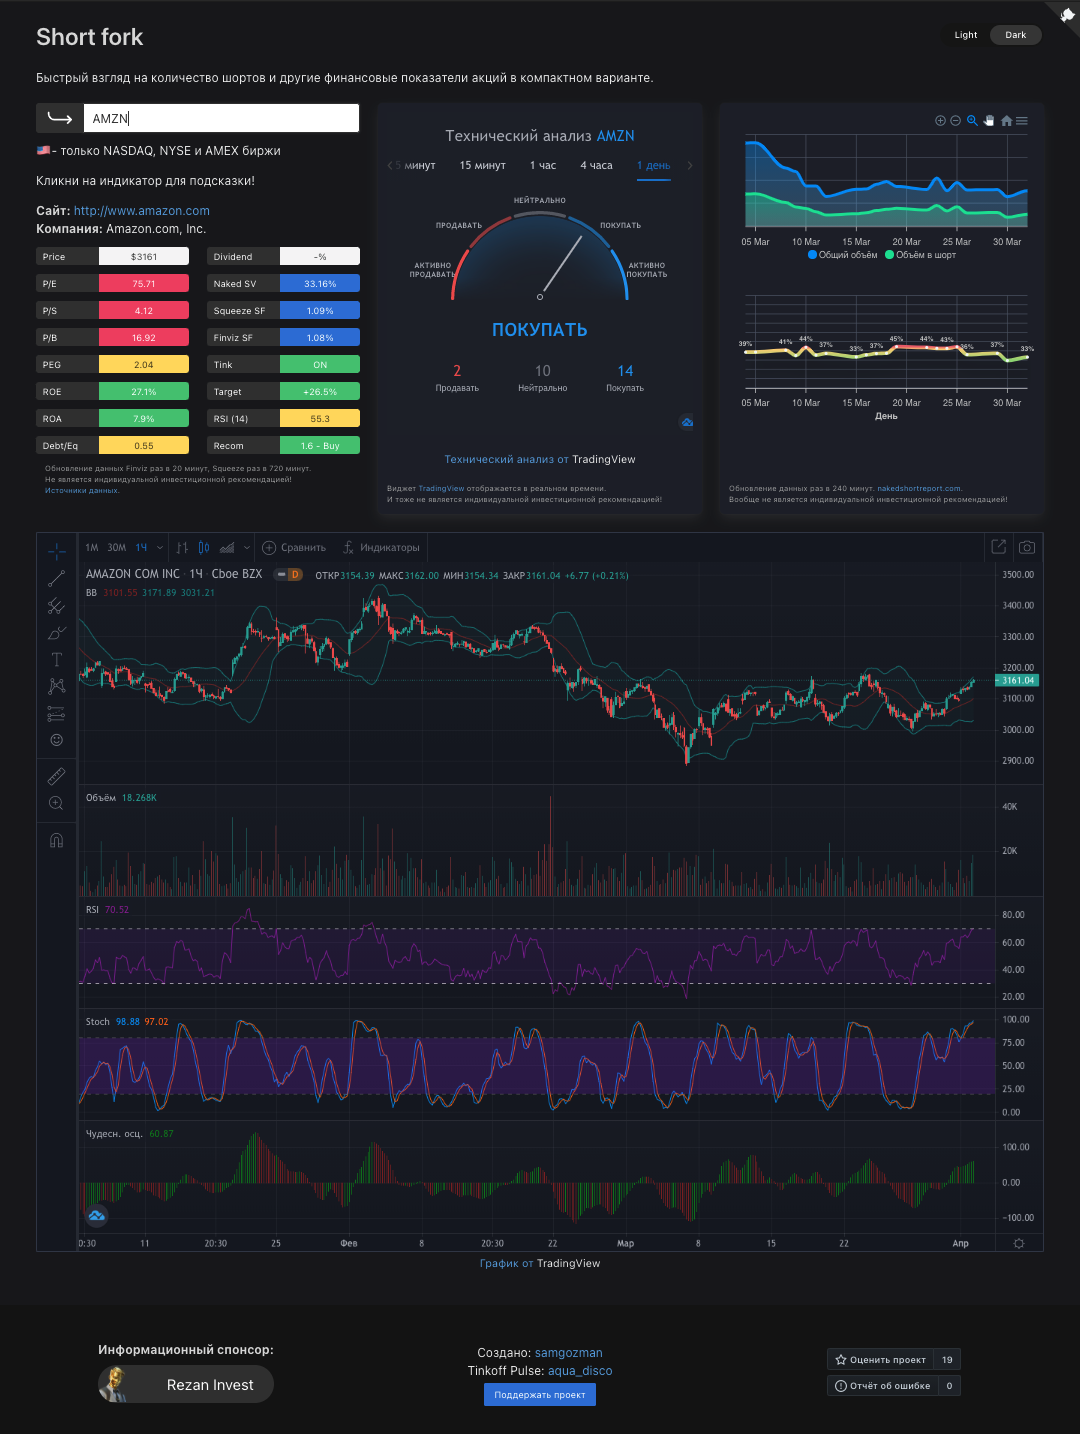 Short fork
Light
Dark
Быстрый взгляд на количество шортов и другие финансовые показатели акций в компактном варианте.
AMZN
- только NASDAQ, NYSE и AMEX биржи
Кликни на индикатор для подсказки!
Сайт: http://www.amazon.com
Компания: Amazon.com, Inc.
Price $3161 Dividend -%
P/E 75.71 Naked SV 33.16%
P/S 4.12 Squeeze SF 1.09%
P/B 16.92 Finviz SF 1.08%
PEG 2.04 Tink ON
ROE 27.1% Target +26.5%
ROA 7.9% RSI (14) 55.3
Debt/Eq 0.55 Recom 1.6 - Buy
Обновление данных Finviz раз в 20 минут, Squeeze раз в 720 минут.
Не является индивидуальной инвестиционной рекомендацией!
Источники данных.
Технический анализ AMZN
5 минут 15 минут 1 час 4 часа 1 день
НЕЙТРАЛЬНО
ПРОДАВАТЬ ПОКУПАТЬ
АКТИВНО ПРОДАВАТЬ
АКТИВНО ПОКУПАТЬ
ПОКУПАТЬ
2 10 14
Продавать Нейтрально Покупать
Технический анализ от TradingView
Виджет TradingView отображается в реальном времени.
И тоже не является индивидуальной инвестиционной рекомендацией!
05 Mar 10 Mar 15 Mar 20 Mar 25 Mar 30 Mar
Общий объём Объём в шорт
39% 41% 44% 37% 33% 37% 45% 44% 43% 36% 37% 33%
05 Mar 10 Mar 15 Mar 20 Mar 25 Mar 30 Mar
День
Обновление данных раз в 240 минут. nakedshortreport.com.
Вообще не является индивидуальной инвестиционной рекомендацией!
1М 30М 1Ч Сравнить Индикаторы
AMAZON COM INC · 1Ч · Cboe BZX D ОТКР3154.39 МАКС3162.00 МИН3154.34 ЗАКР3161.04 +6.77 (+0.21%)
BB 3101.55 3171.89 3031.21
3500.00
3400.00
3300.00
3200.00
3161.04
3100.00
3000.00
2900.00
Объём 18.268K
40K
20K
RSI 70.52
80.00
60.00
40.00
20.00
Stoch 98.88 97.02
100.00
75.00
50.00
25.00
0.00
Чудесн. осц. 60.87
100.00
0.00
-100.00
0:30 11 20:30 25 Фев 8 20:30 22 Мар 8 15 22 Апр
График от TradingView
Информационный спонсор:
Rezan Invest
Создано: samgozman
Tinkoff Pulse: aqua_disco
Поддержать проект
Оценить проект 19
Отчёт об ошибке 0